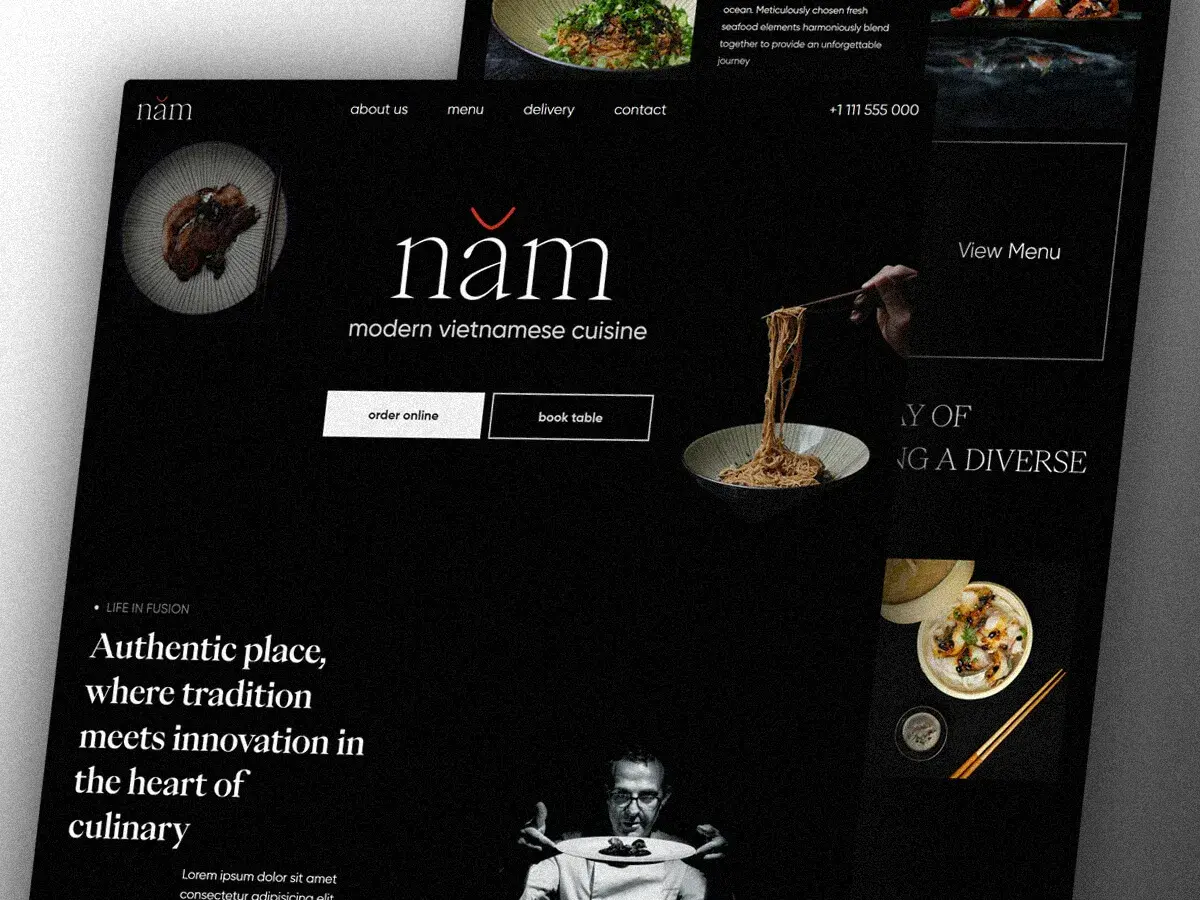 ocean. Meticulously chosen fresh
seafood elements harmoniously blend
together to provide an unforgettable
journey
năm
about us
menu
delivery
contact
+1 111 555 000
năm
modern vietnamese cuisine
order online
book table
View Menu
AY OF
NG A DIVERSE
• LIFE IN FUSION
Authentic place,
where tradition
meets innovation in
the heart of
culinary
Lorem ipsum dolor sit amet
consectetur adipisicing elit